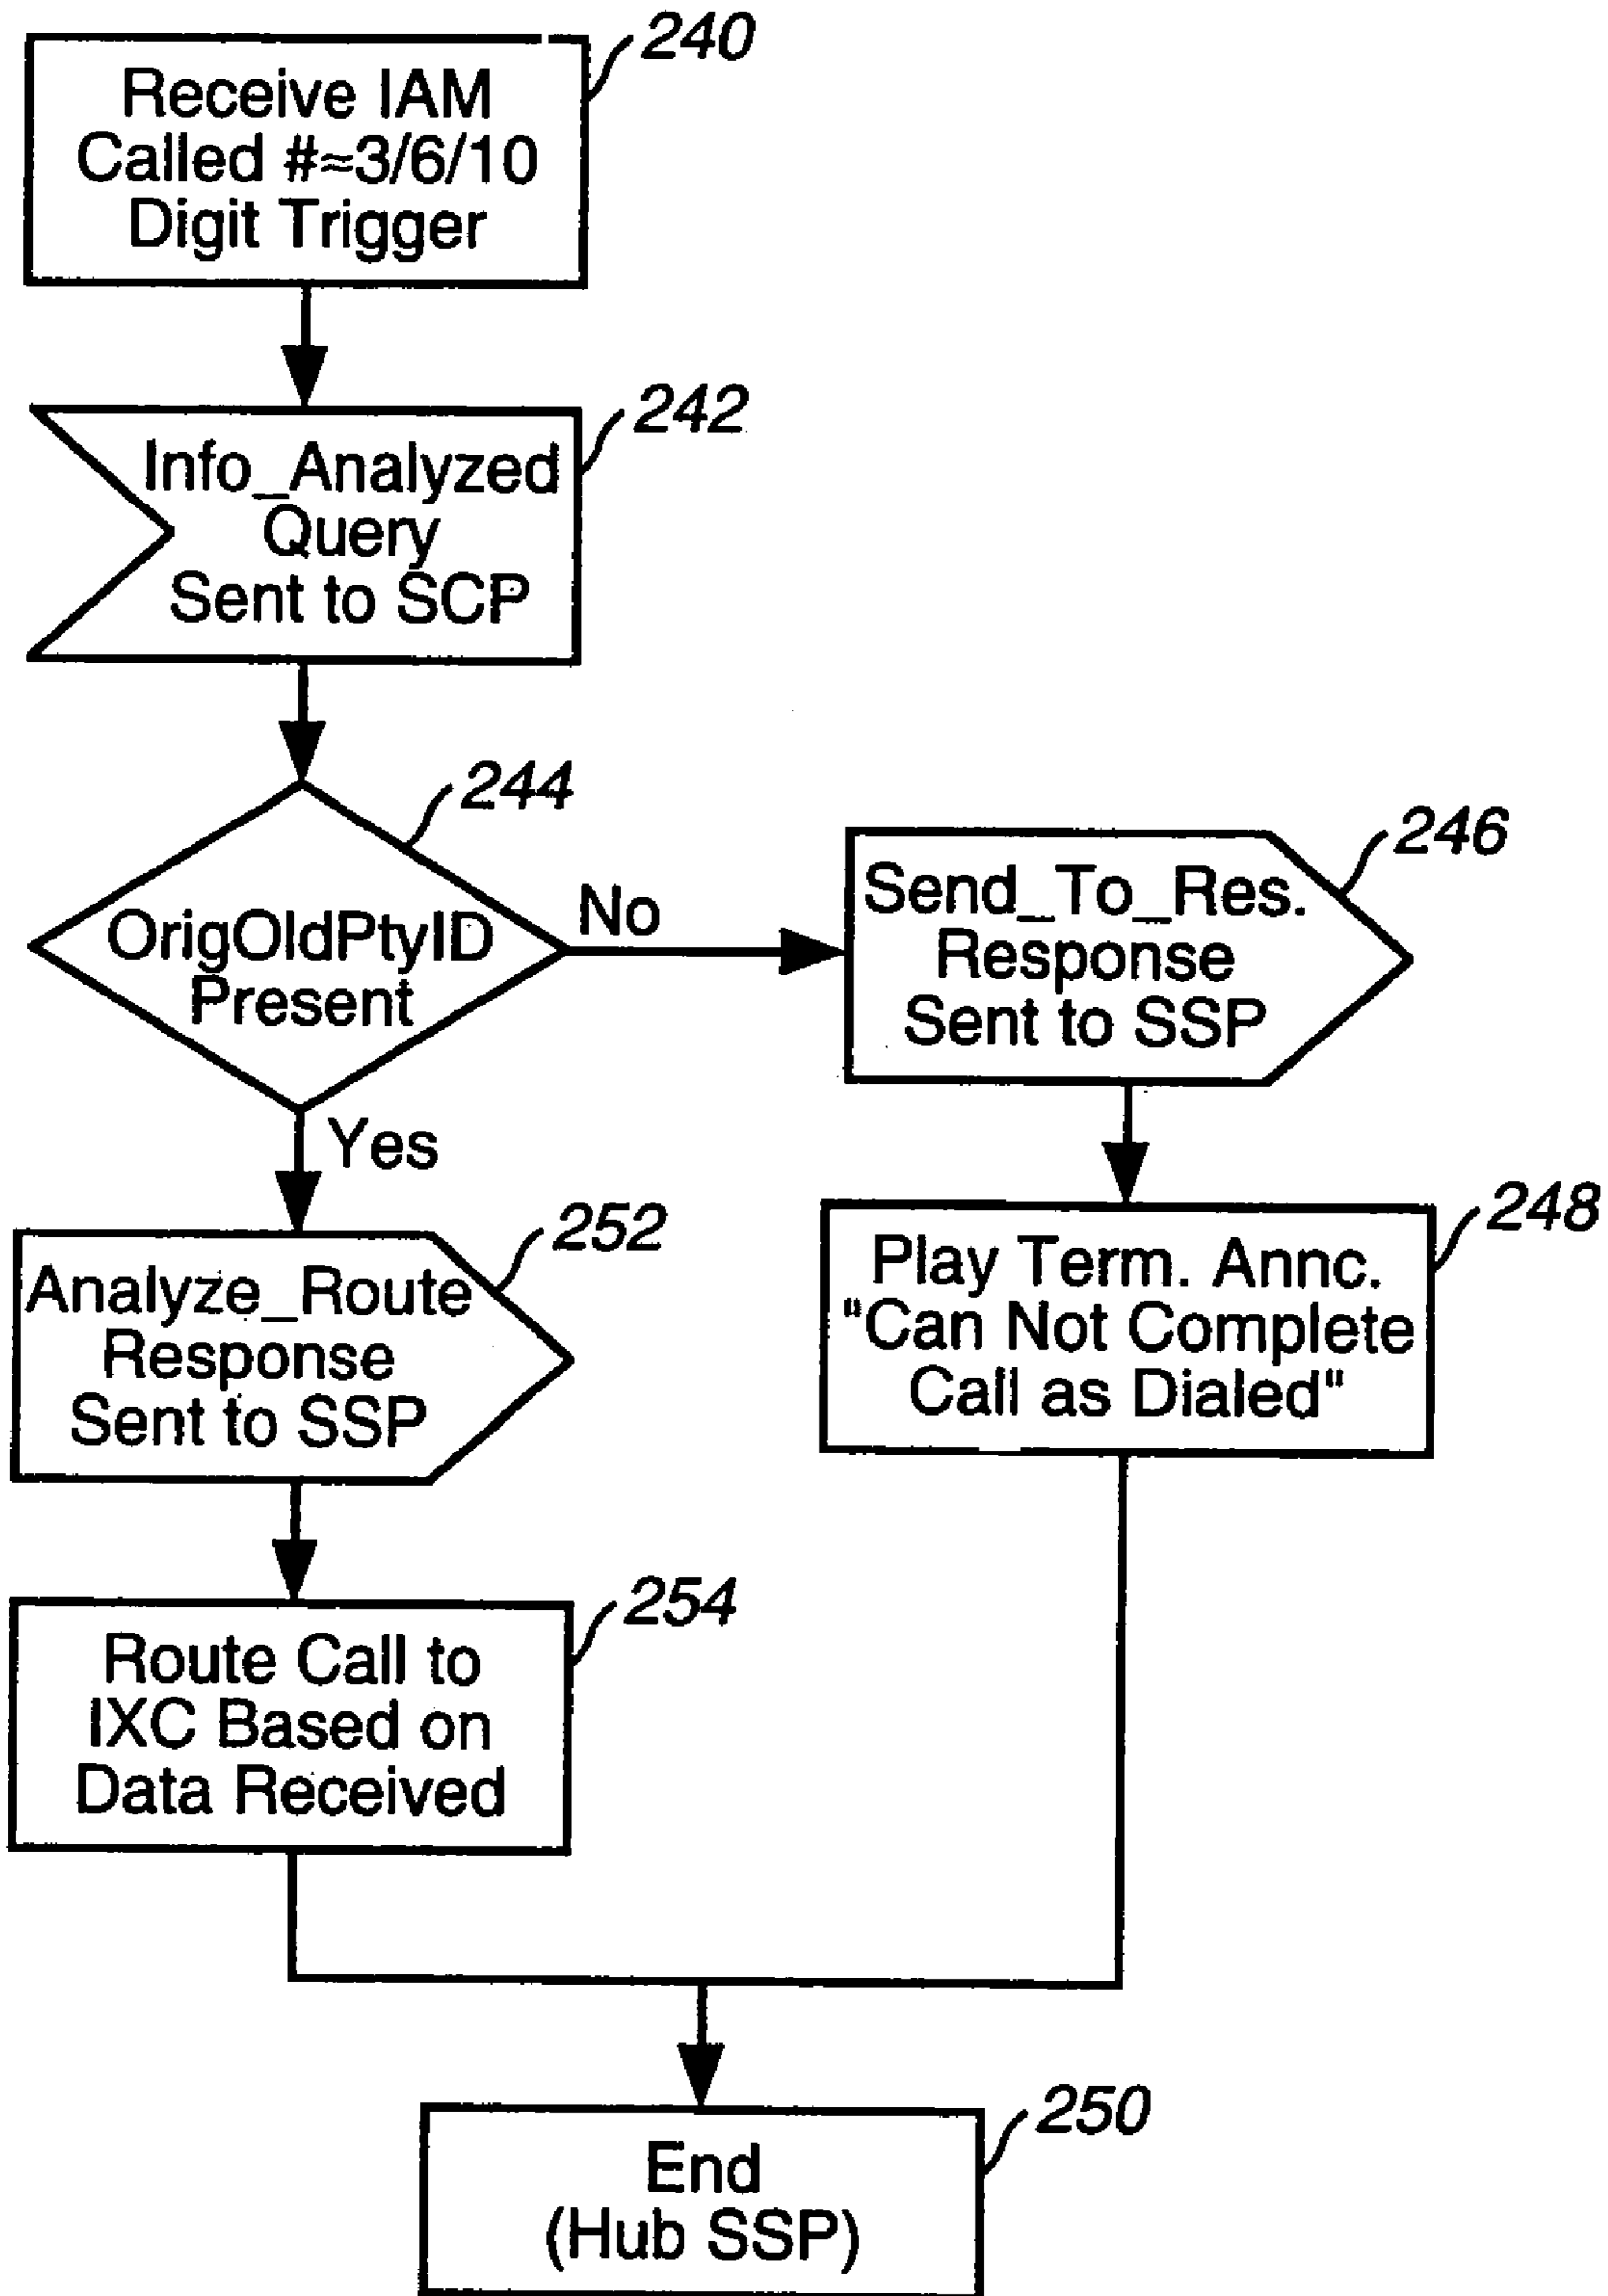 240
Receive IAM
Called #≈3/6/10
Digit Trigger
242
Info_Analyzed
Query
Sent to SCP
244
OrigOldPtyID
Present
No
246
Send_To_Res.
Response
Sent to SSP
Yes
252
Analyze_Route
Response
Sent to SSP
248
Play Term. Annc.
"Can Not Complete
Call as Dialed"
254
Route Call to
IXC Based on
Data Received
250
End
(Hub SSP)